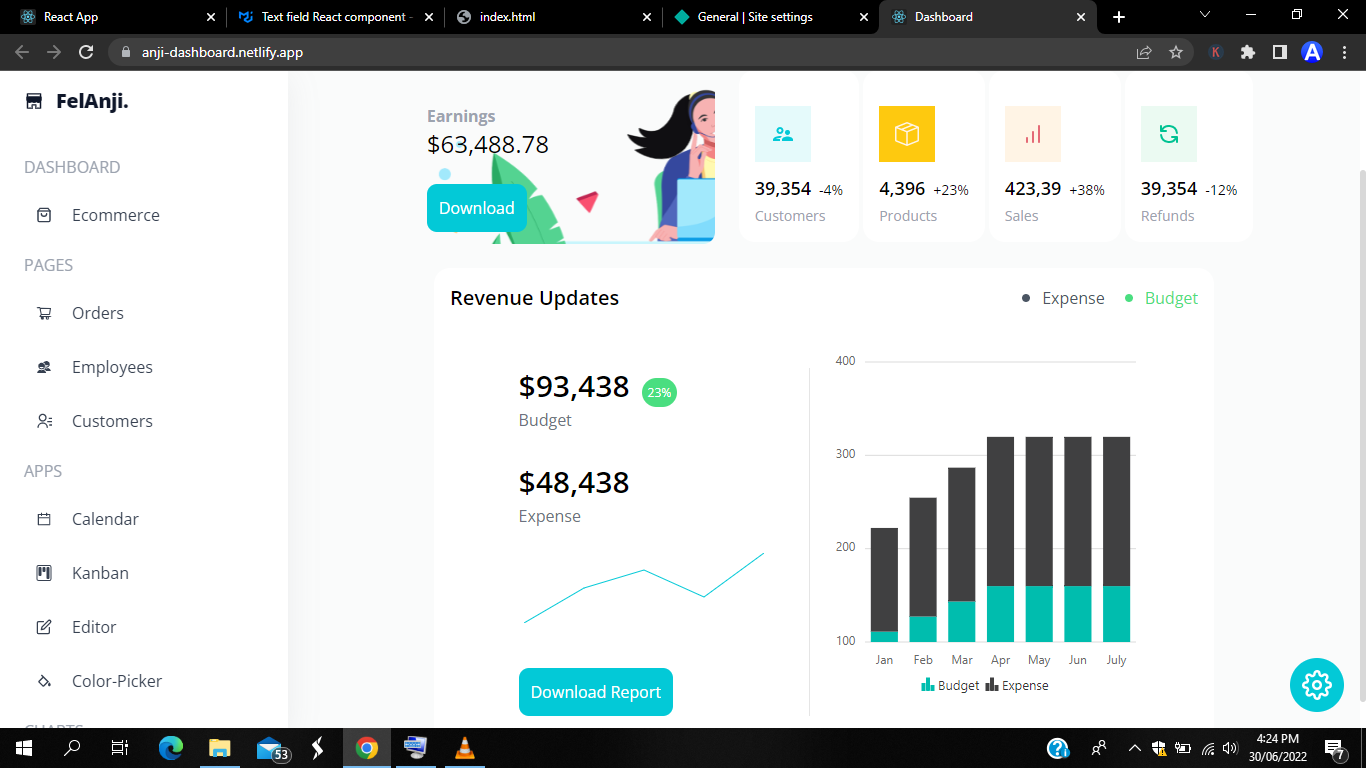 React App
Text field React component -
index.html
General | Site settings
Dashboard
anji-dashboard.netlify.app
K
A
FelAnji.
DASHBOARD
Ecommerce
PAGES
Orders
Employees
Customers
APPS
Calendar
Kanban
Editor
Color-Picker
CHARTS
Earnings
$63,488.78
Download
39,354 -4%
Customers
4,396 +23%
Products
423,39 +38%
Sales
39,354 -12%
Refunds
Revenue Updates
Expense
Budget
$93,438 23%
Budget
$48,438
Expense
Download Report
400
300
200
100
Jan Feb Mar Apr May Jun July
Budget Expense
53
4:24 PM
30/06/2022
7